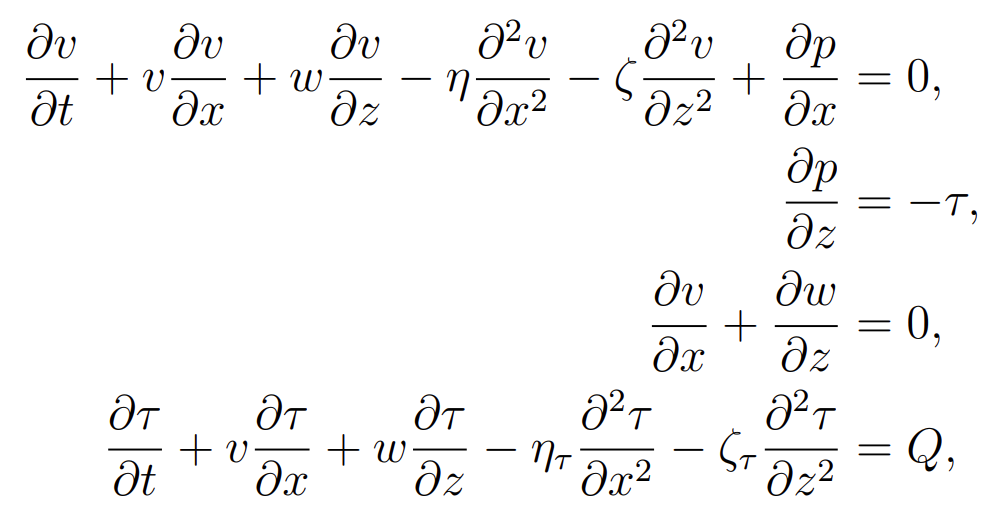 ∂v/∂t + v ∂v/∂x + w ∂v/∂z − η ∂²v/∂x² − ζ ∂²v/∂z² + ∂p/∂x = 0,
∂p/∂z = −τ,
∂v/∂x + ∂w/∂z = 0,
∂τ/∂t + v ∂τ/∂x + w ∂τ/∂z − η_τ ∂²τ/∂x² − ζ_τ ∂²τ/∂z² = Q,